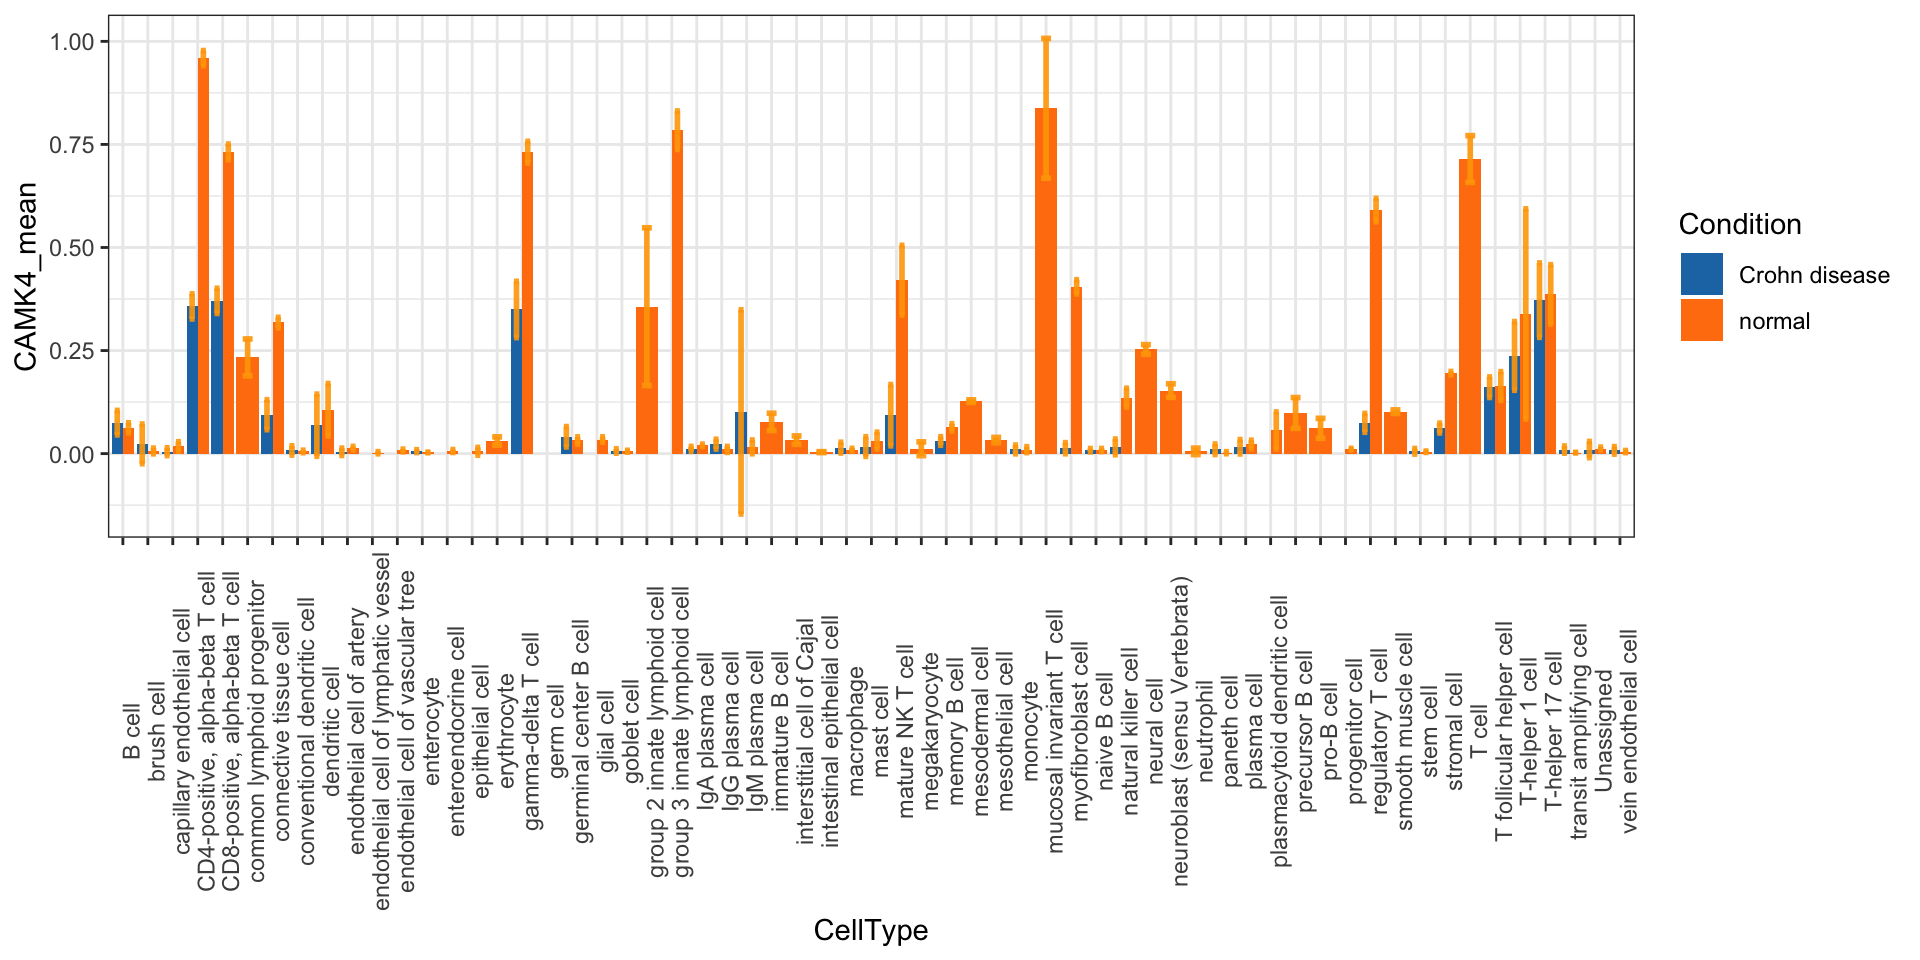 1.00
0.75
0.50
0.25
0.00
CAMK4_mean
B cell
brush cell
capillary endothelial cell
CD4-positive, alpha-beta T cell
CD8-positive, alpha-beta T cell
common lymphoid progenitor
connective tissue cell
conventional dendritic cell
dendritic cell
endothelial cell of artery
endothelial cell of lymphatic vessel
endothelial cell of vascular tree
enterocyte
enteroendocrine cell
epithelial cell
erythrocyte
gamma-delta T cell
germ cell
germinal center B cell
glial cell
goblet cell
group 2 innate lymphoid cell
group 3 innate lymphoid cell
IgA plasma cell
IgG plasma cell
IgM plasma cell
immature B cell
interstitial cell of Cajal
intestinal epithelial cell
macrophage
mast cell
mature NK T cell
megakaryocyte
memory B cell
mesodermal cell
mesothelial cell
monocyte
mucosal invariant T cell
myofibroblast cell
naive B cell
natural killer cell
neural cell
neuroblast (sensu Vertebrata)
neutrophil
paneth cell
plasma cell
plasmacytoid dendritic cell
precursor B cell
pro-B cell
progenitor cell
regulatory T cell
smooth muscle cell
stem cell
stromal cell
T cell
T follicular helper cell
T-helper 1 cell
T-helper 17 cell
transit amplifying cell
Unassigned
vein endothelial cell
CellType
Condition
Crohn disease
normal